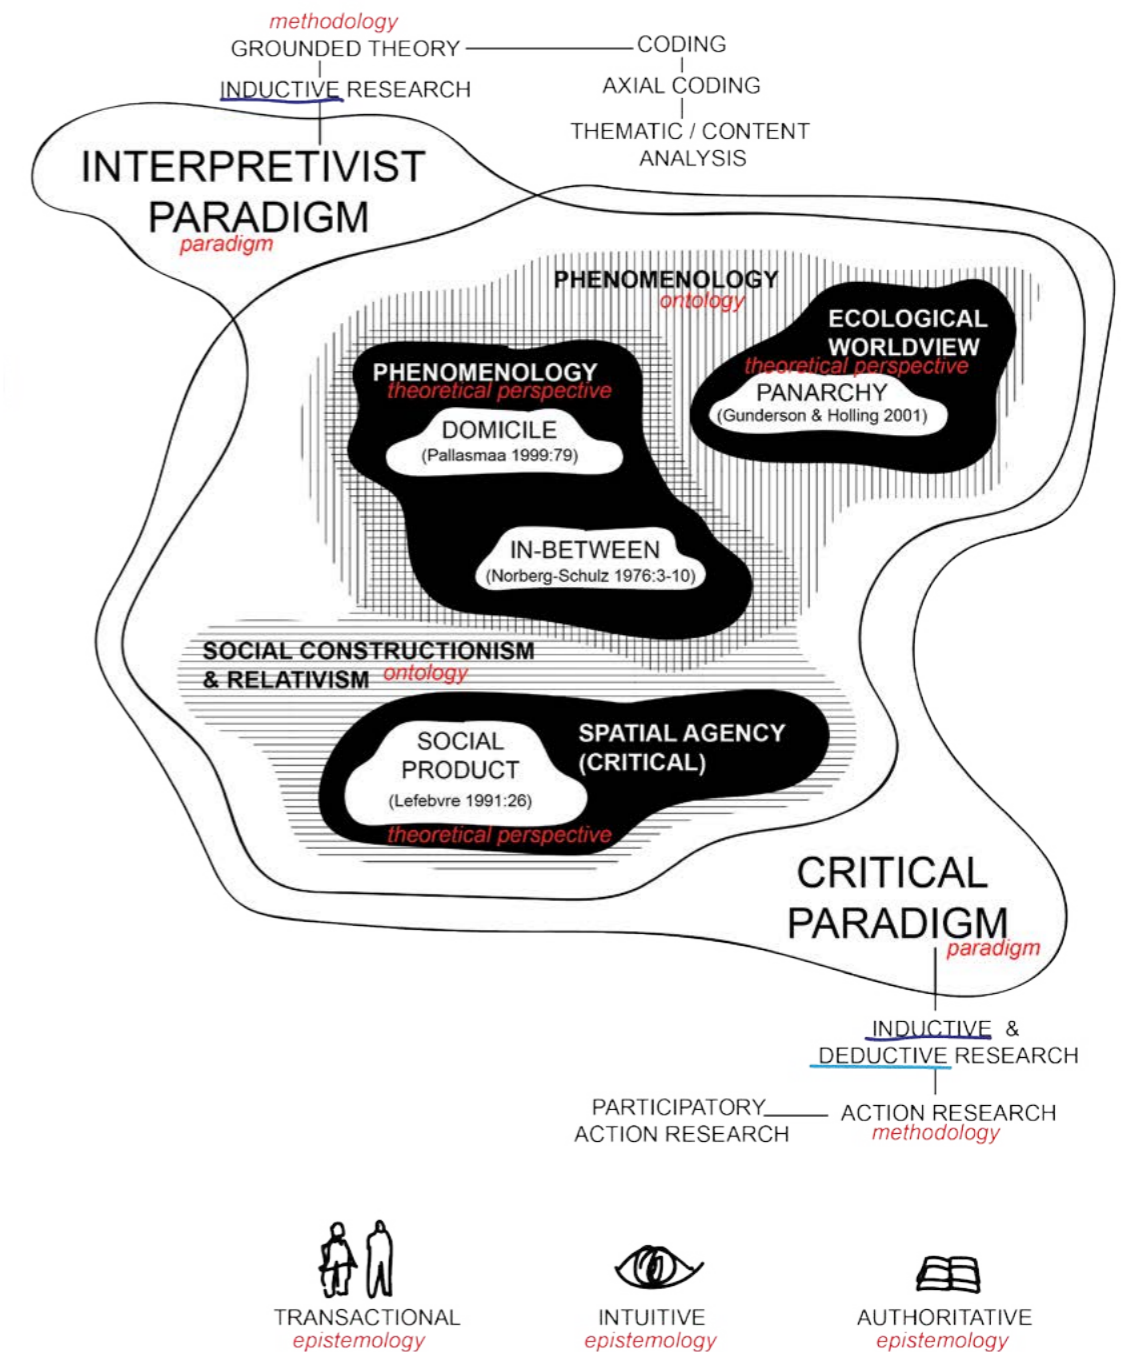 methodology
GROUNDED THEORY
CODING
INDUCTIVE RESEARCH
AXIAL CODING
THEMATIC / CONTENT
ANALYSIS
INTERPRETIVIST
PARADIGM
paradigm
PHENOMENOLOGY
ontology
ECOLOGICAL
WORLDVIEW
theoretical perspective
PANARCHY
(Gunderson & Holling 2001)
PHENOMENOLOGY
theoretical perspective
DOMICILE
(Pallasmaa 1999:79)
IN-BETWEEN
(Norberg-Schulz 1976:3-10)
SOCIAL CONSTRUCTIONISM
& RELATIVISM ontology
SPATIAL AGENCY
(CRITICAL)
SOCIAL
PRODUCT
(Lefebvre 1991:26)
theoretical perspective
CRITICAL
PARADIGM
paradigm
INDUCTIVE &
DEDUCTIVE RESEARCH
PARTICIPATORY
ACTION RESEARCH
ACTION RESEARCH
methodology
TRANSACTIONAL
epistemology
INTUITIVE
epistemology
AUTHORITATIVE
epistemology